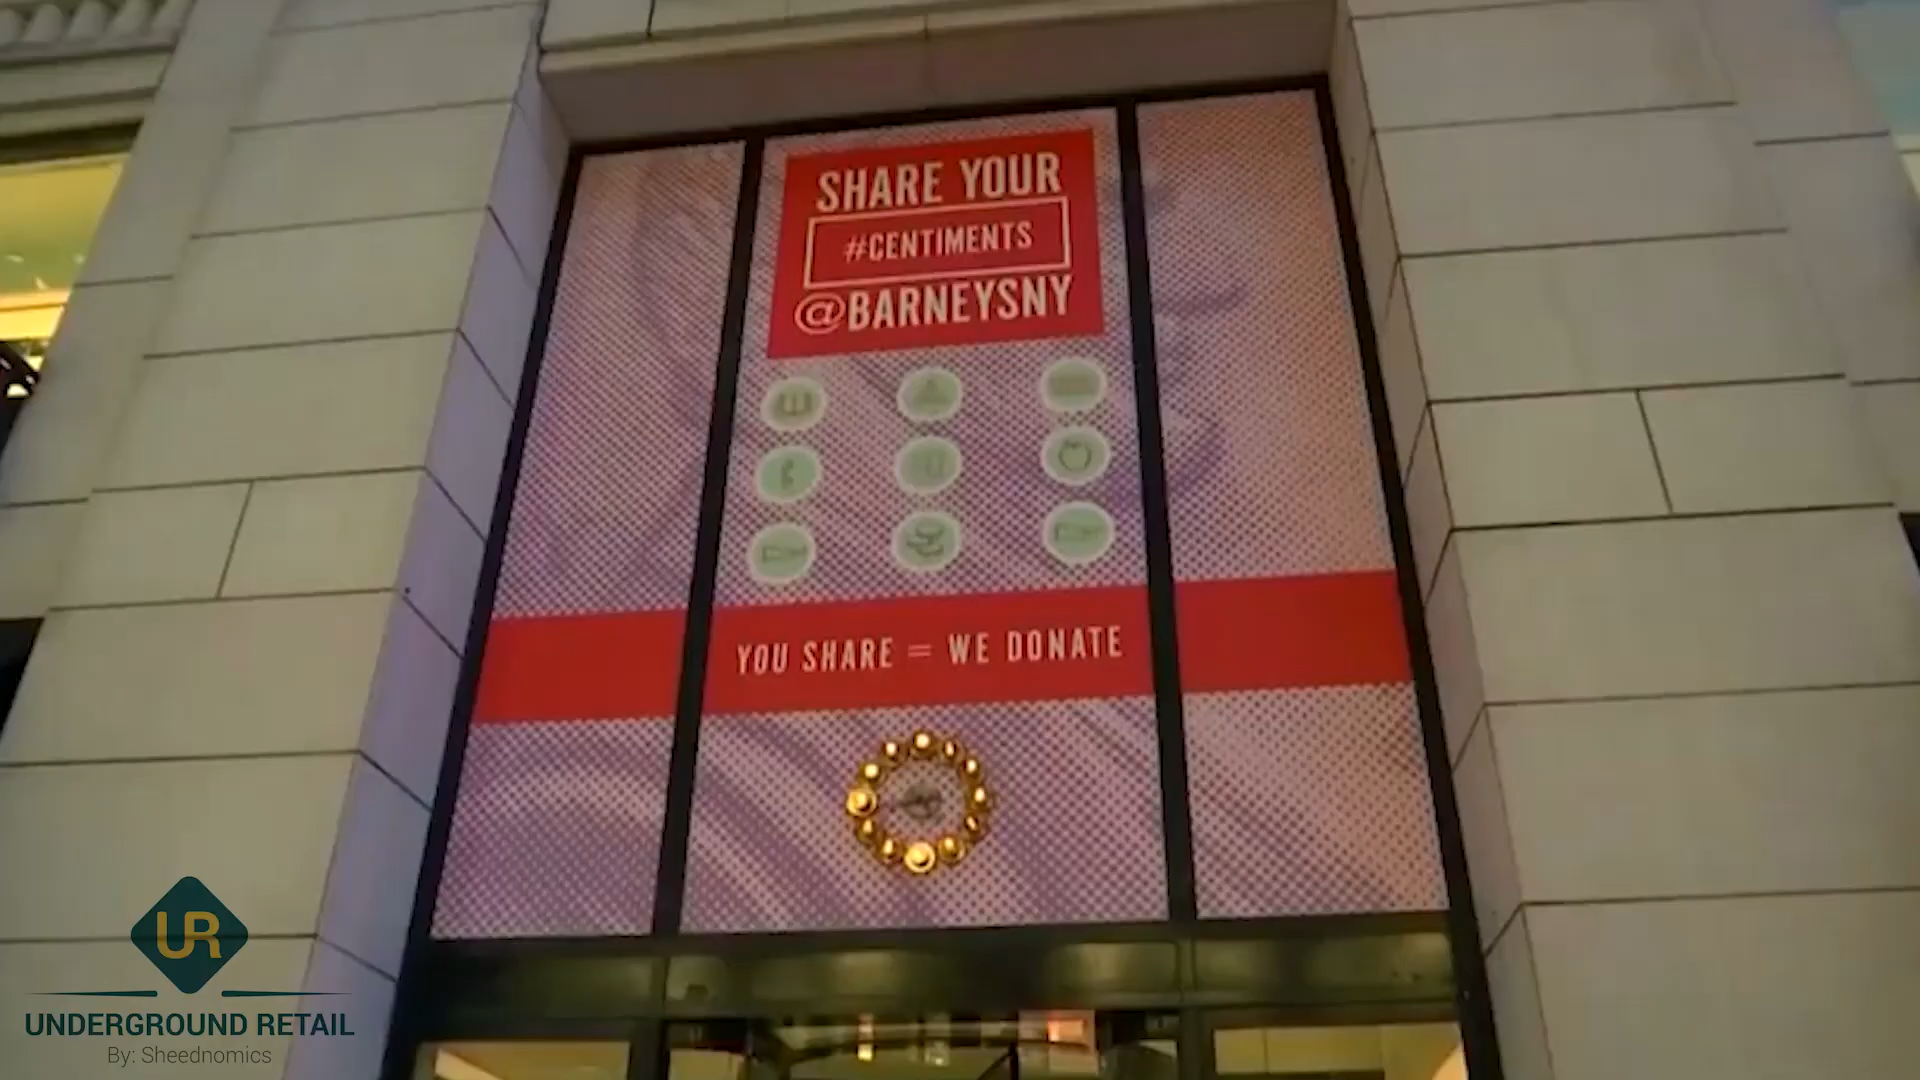 SHARE YOUR
#CENTIMENTS
@BARNEYSNY
YOU SHARE = WE DONATE
UR
UNDERGROUND RETAIL
By: Sheednomics